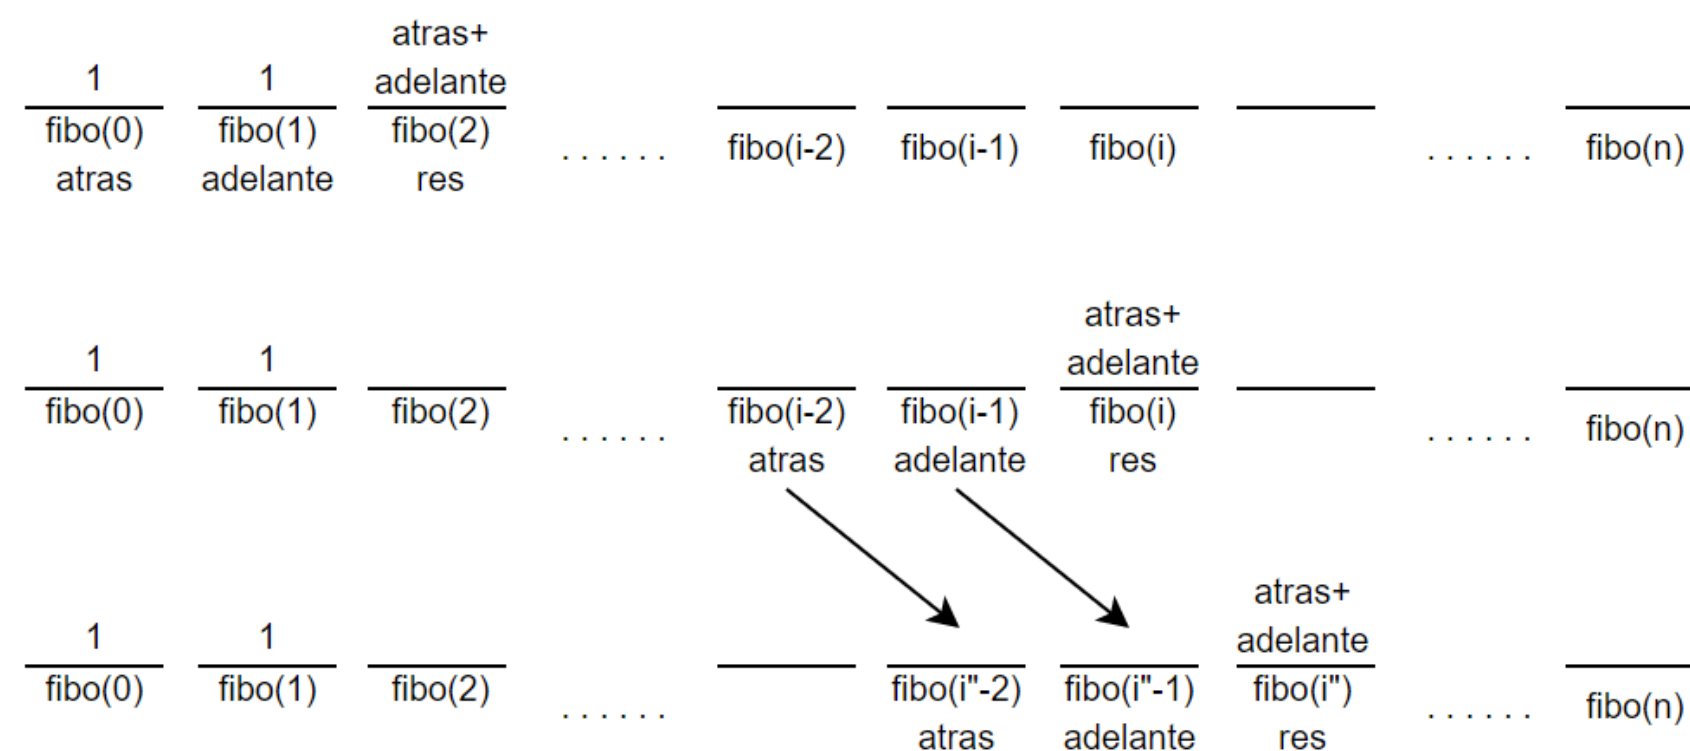 atras+
1 1 adelante
fibo(0) fibo(1) fibo(2) ...... fibo(i-2) fibo(i-1) fibo(i) ...... fibo(n)
atras adelante res
atras+
1 1 adelante
fibo(0) fibo(1) fibo(2) ...... fibo(i-2) fibo(i-1) fibo(i) ...... fibo(n)
atras adelante res
atras+
1 1 adelante
fibo(0) fibo(1) fibo(2) ...... fibo(i"-2) fibo(i"-1) fibo(i") ...... fibo(n)
atras adelante res